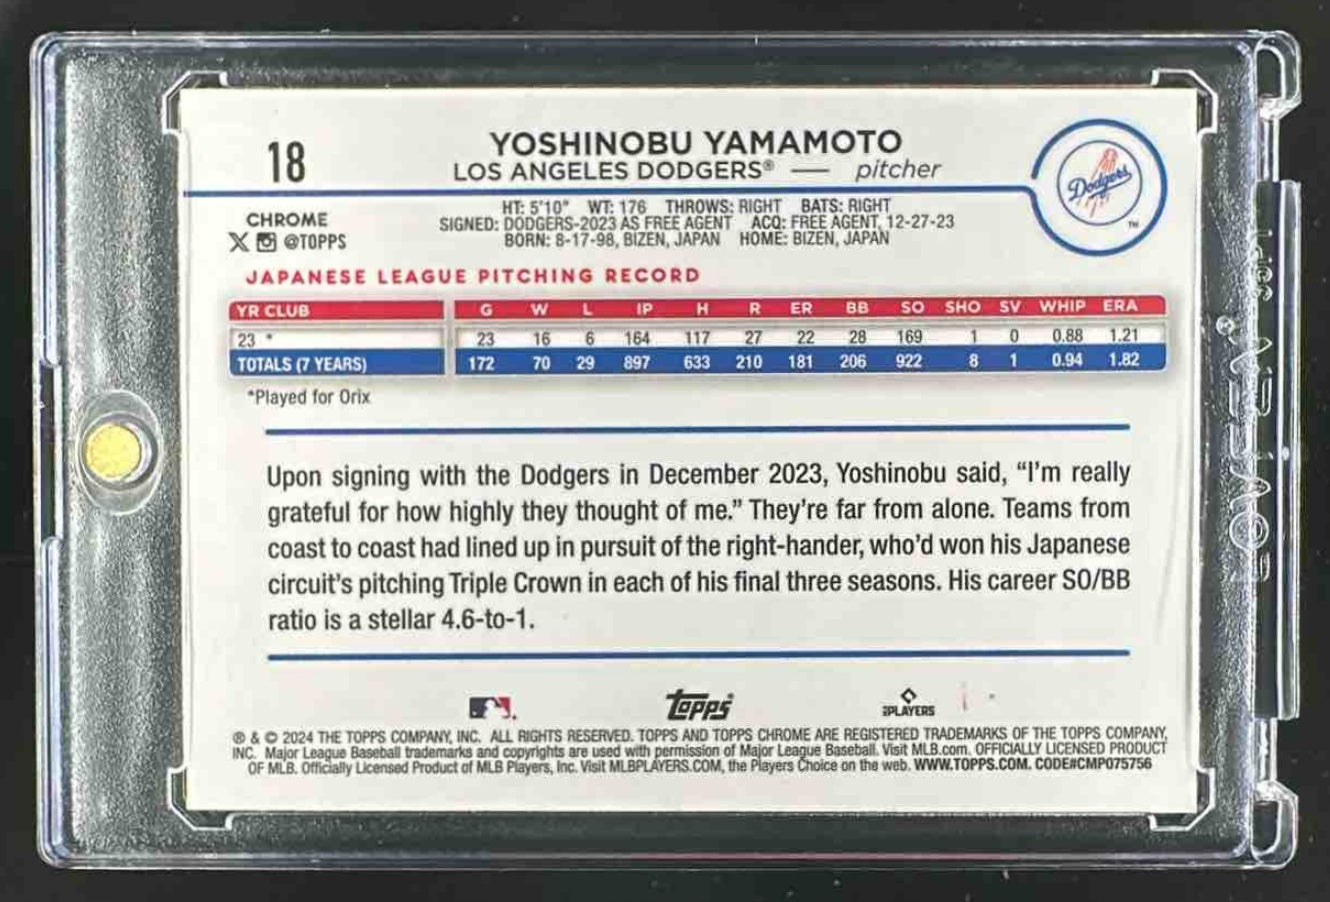 18
YOSHINOBU YAMAMOTO
LOS ANGELES DODGERS® — pitcher
Dodgers
TM
CHROME
@TOPPS
HT: 5'10" WT: 176 THROWS: RIGHT BATS: RIGHT
SIGNED: DODGERS-2023 AS FREE AGENT ACQ: FREE AGENT, 12-27-23
BORN: 8-17-98, BIZEN, JAPAN HOME: BIZEN, JAPAN
JAPANESE LEAGUE PITCHING RECORD
YR CLUB G W L IP H R ER BB SO SHO SV WHIP ERA
23 * 23 16 6 164 117 27 22 28 169 1 0 0.88 1.21
TOTALS (7 YEARS) 172 70 29 897 633 210 181 206 922 8 1 0.94 1.82
*Played for Orix
Upon signing with the Dodgers in December 2023, Yoshinobu said, “I’m really
grateful for how highly they thought of me.” They’re far from alone. Teams from
coast to coast had lined up in pursuit of the right-hander, who’d won his Japanese
circuit’s pitching Triple Crown in each of his final three seasons. His career SO/BB
ratio is a stellar 4.6-to-1.
topps
PLAYERS
® & © 2024 THE TOPPS COMPANY, INC. ALL RIGHTS RESERVED. TOPPS AND TOPPS CHROME ARE REGISTERED TRADEMARKS OF THE TOPPS COMPANY,
INC. Major League Baseball trademarks and copyrights are used with permission of Major League Baseball. Visit MLB.com. OFFICIALLY LICENSED PRODUCT
OF MLB. Officially Licensed Product of MLB Players, Inc. Visit MLBPLAYERS.COM, the Players Choice on the web. WWW.TOPPS.COM. CODE#CMP075756